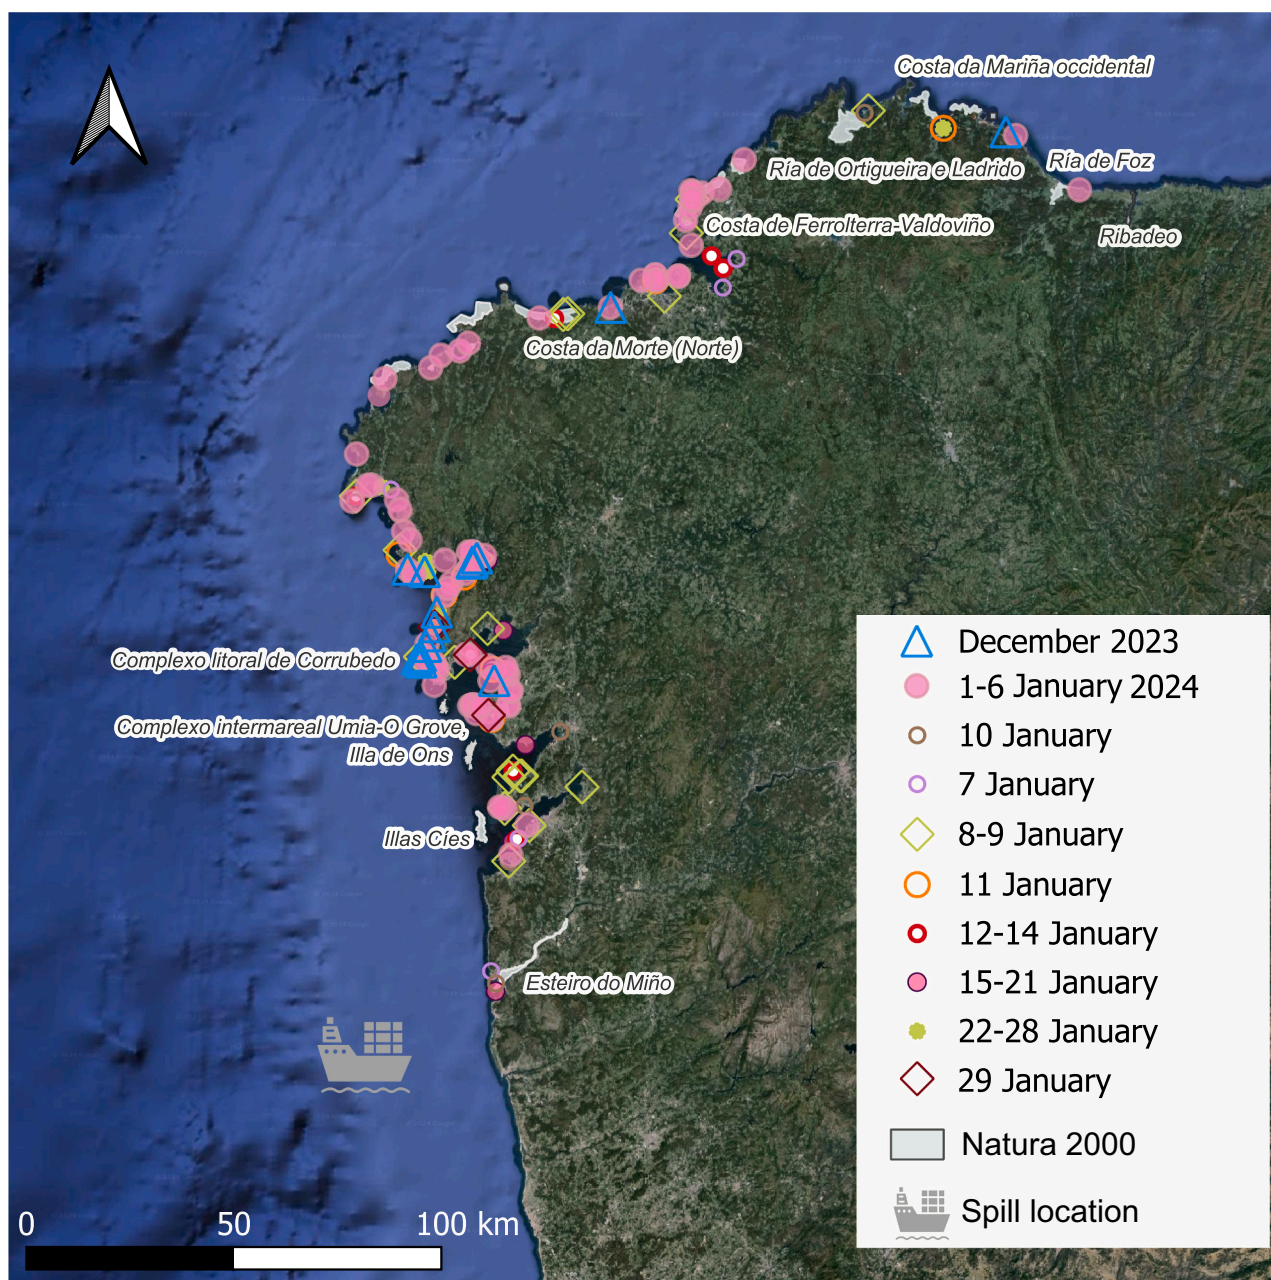 Costa da Mariña occidental
Ría de Foz
Ría de Ortigueira e Ladrido
Costa de Ferrolterra-Valdoviño
Ribadeo
Costa da Morte (Norte)
Complexo litoral de Corrubedo
Complexo intermareal Umia-O Grove,
Illa de Ons
Illas Cíes
Esteiro do Miño
December 2023
1-6 January 2024
10 January
7 January
8-9 January
11 January
12-14 January
15-21 January
22-28 January
29 January
Natura 2000
Spill location
0 50 100 km